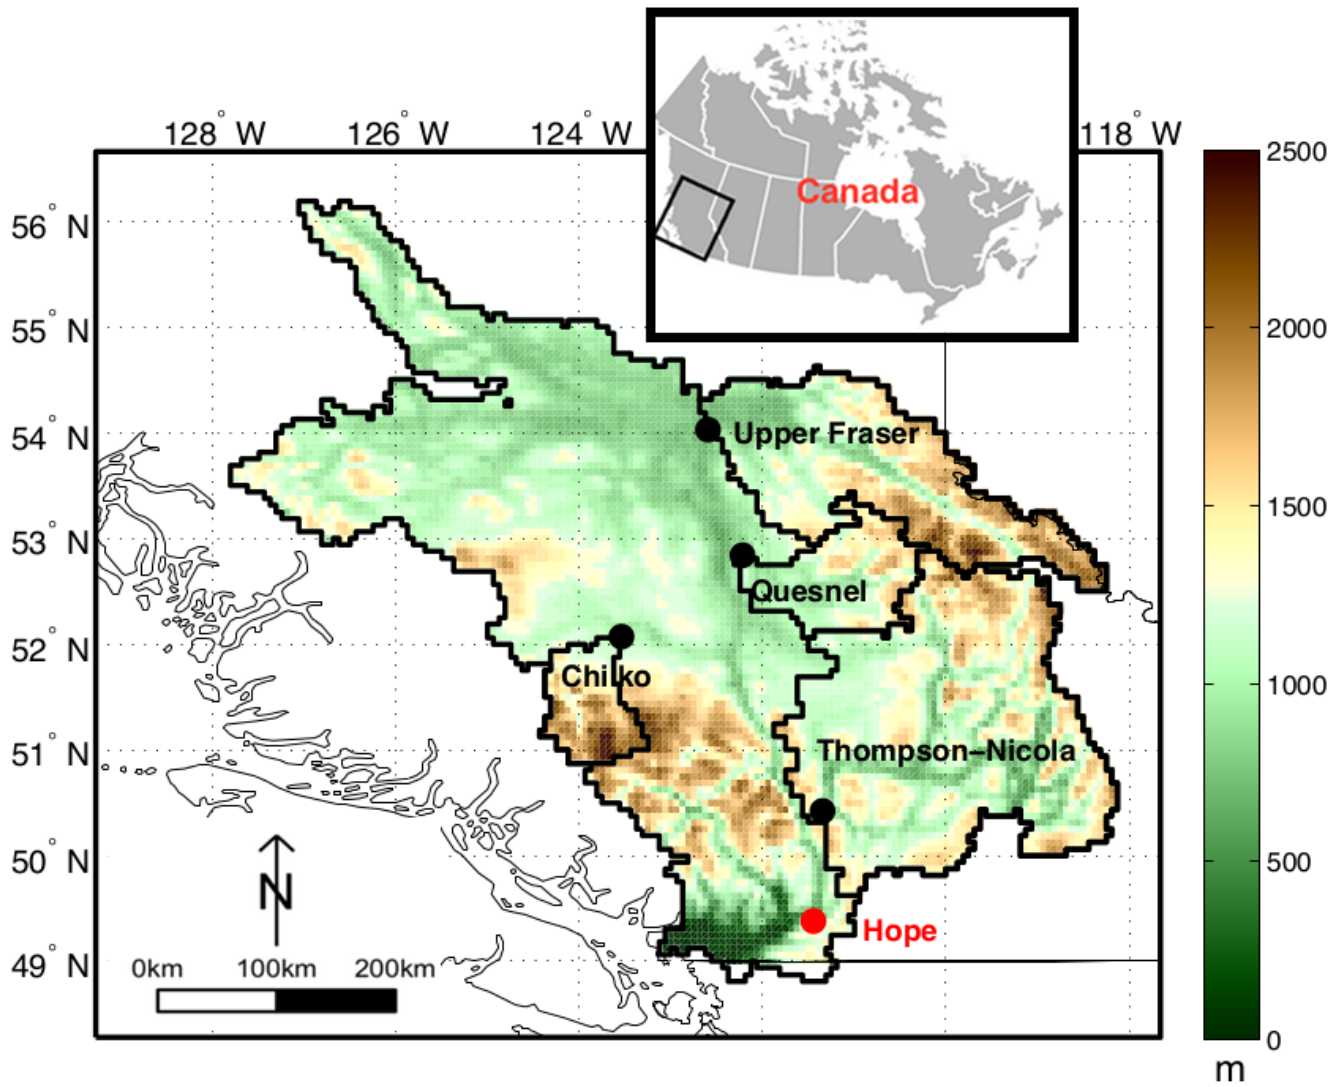 Canada
128° W
126° W
124° W
118° W
56° N
55° N
54° N
53° N
52° N
51° N
50° N
49° N
Upper Fraser
Quesnel
Chilko
Thompson–Nicola
Hope
N
0km
100km
200km
2500
2000
1500
1000
500
0
m